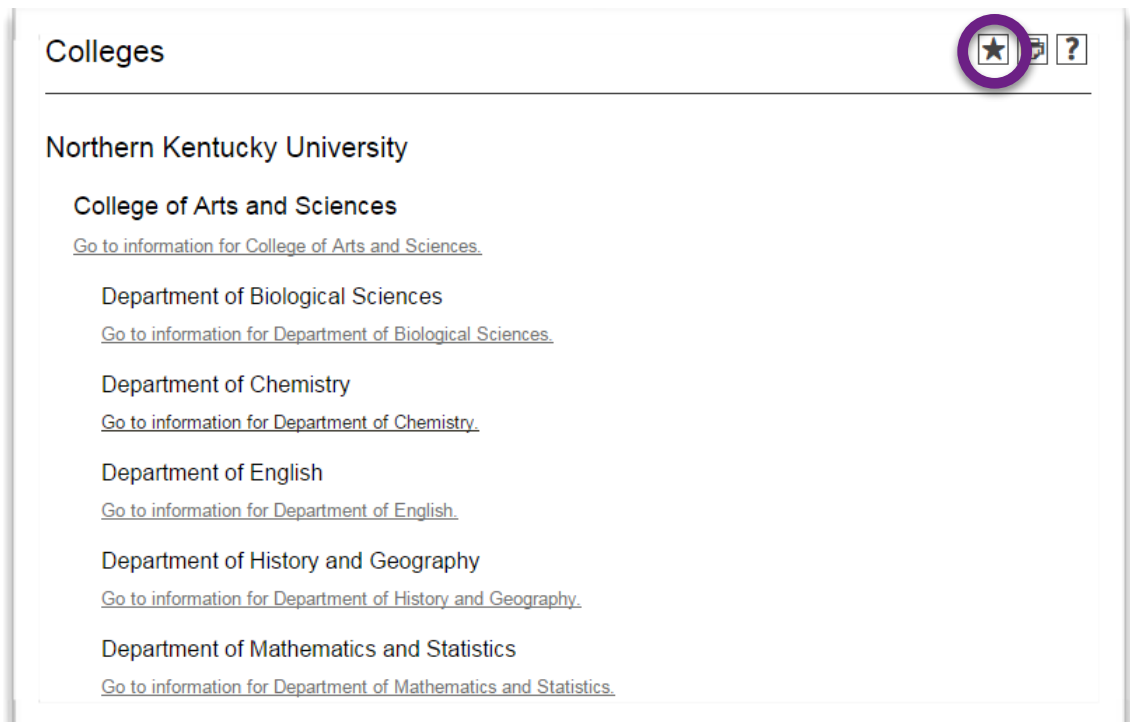 Colleges
?
Northern Kentucky University
College of Arts and Sciences
Go to information for College of Arts and Sciences.
Department of Biological Sciences
Go to information for Department of Biological Sciences.
Department of Chemistry
Go to information for Department of Chemistry.
Department of English
Go to information for Department of English.
Department of History and Geography
Go to information for Department of History and Geography.
Department of Mathematics and Statistics
Go to information for Department of Mathematics and Statistics.